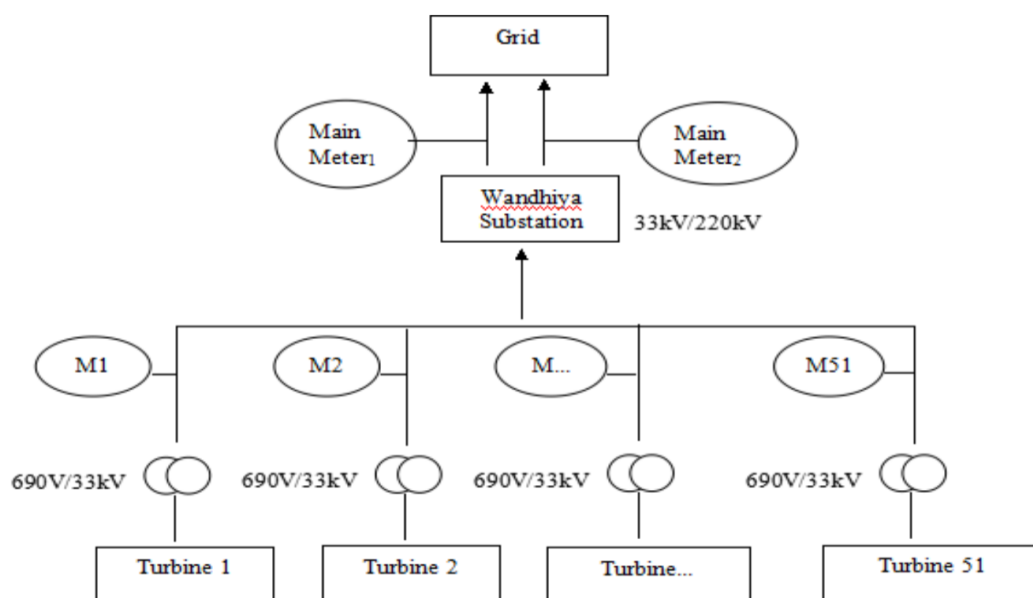 Grid
Main
Meter1
Main
Meter2
Wandhiya
Substation
33kV/220kV
M1
M2
M...
M51
690V/33kV
690V/33kV
690V/33kV
690V/33kV
Turbine 1
Turbine 2
Turbine...
Turbine 51